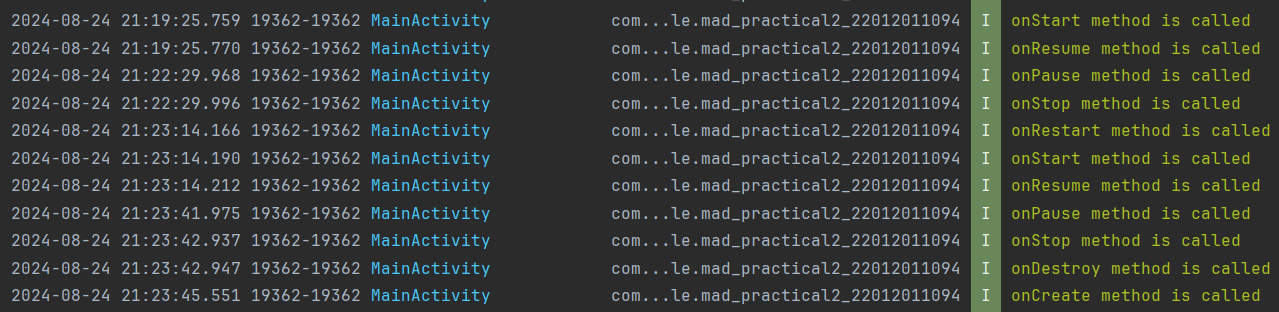 2024-08-24 21:19:25.759 19362-19362 MainActivity com...le.mad_practical2_22012011094 I onStart method is called
2024-08-24 21:19:25.770 19362-19362 MainActivity com...le.mad_practical2_22012011094 I onResume method is called
2024-08-24 21:22:29.968 19362-19362 MainActivity com...le.mad_practical2_22012011094 I onPause method is called
2024-08-24 21:22:29.996 19362-19362 MainActivity com...le.mad_practical2_22012011094 I onStop method is called
2024-08-24 21:23:14.166 19362-19362 MainActivity com...le.mad_practical2_22012011094 I onRestart method is called
2024-08-24 21:23:14.190 19362-19362 MainActivity com...le.mad_practical2_22012011094 I onStart method is called
2024-08-24 21:23:14.212 19362-19362 MainActivity com...le.mad_practical2_22012011094 I onResume method is called
2024-08-24 21:23:41.975 19362-19362 MainActivity com...le.mad_practical2_22012011094 I onPause method is called
2024-08-24 21:23:42.937 19362-19362 MainActivity com...le.mad_practical2_22012011094 I onStop method is called
2024-08-24 21:23:42.947 19362-19362 MainActivity com...le.mad_practical2_22012011094 I onDestroy method is called
2024-08-24 21:23:45.551 19362-19362 MainActivity com...le.mad_practical2_22012011094 I onCreate method is called